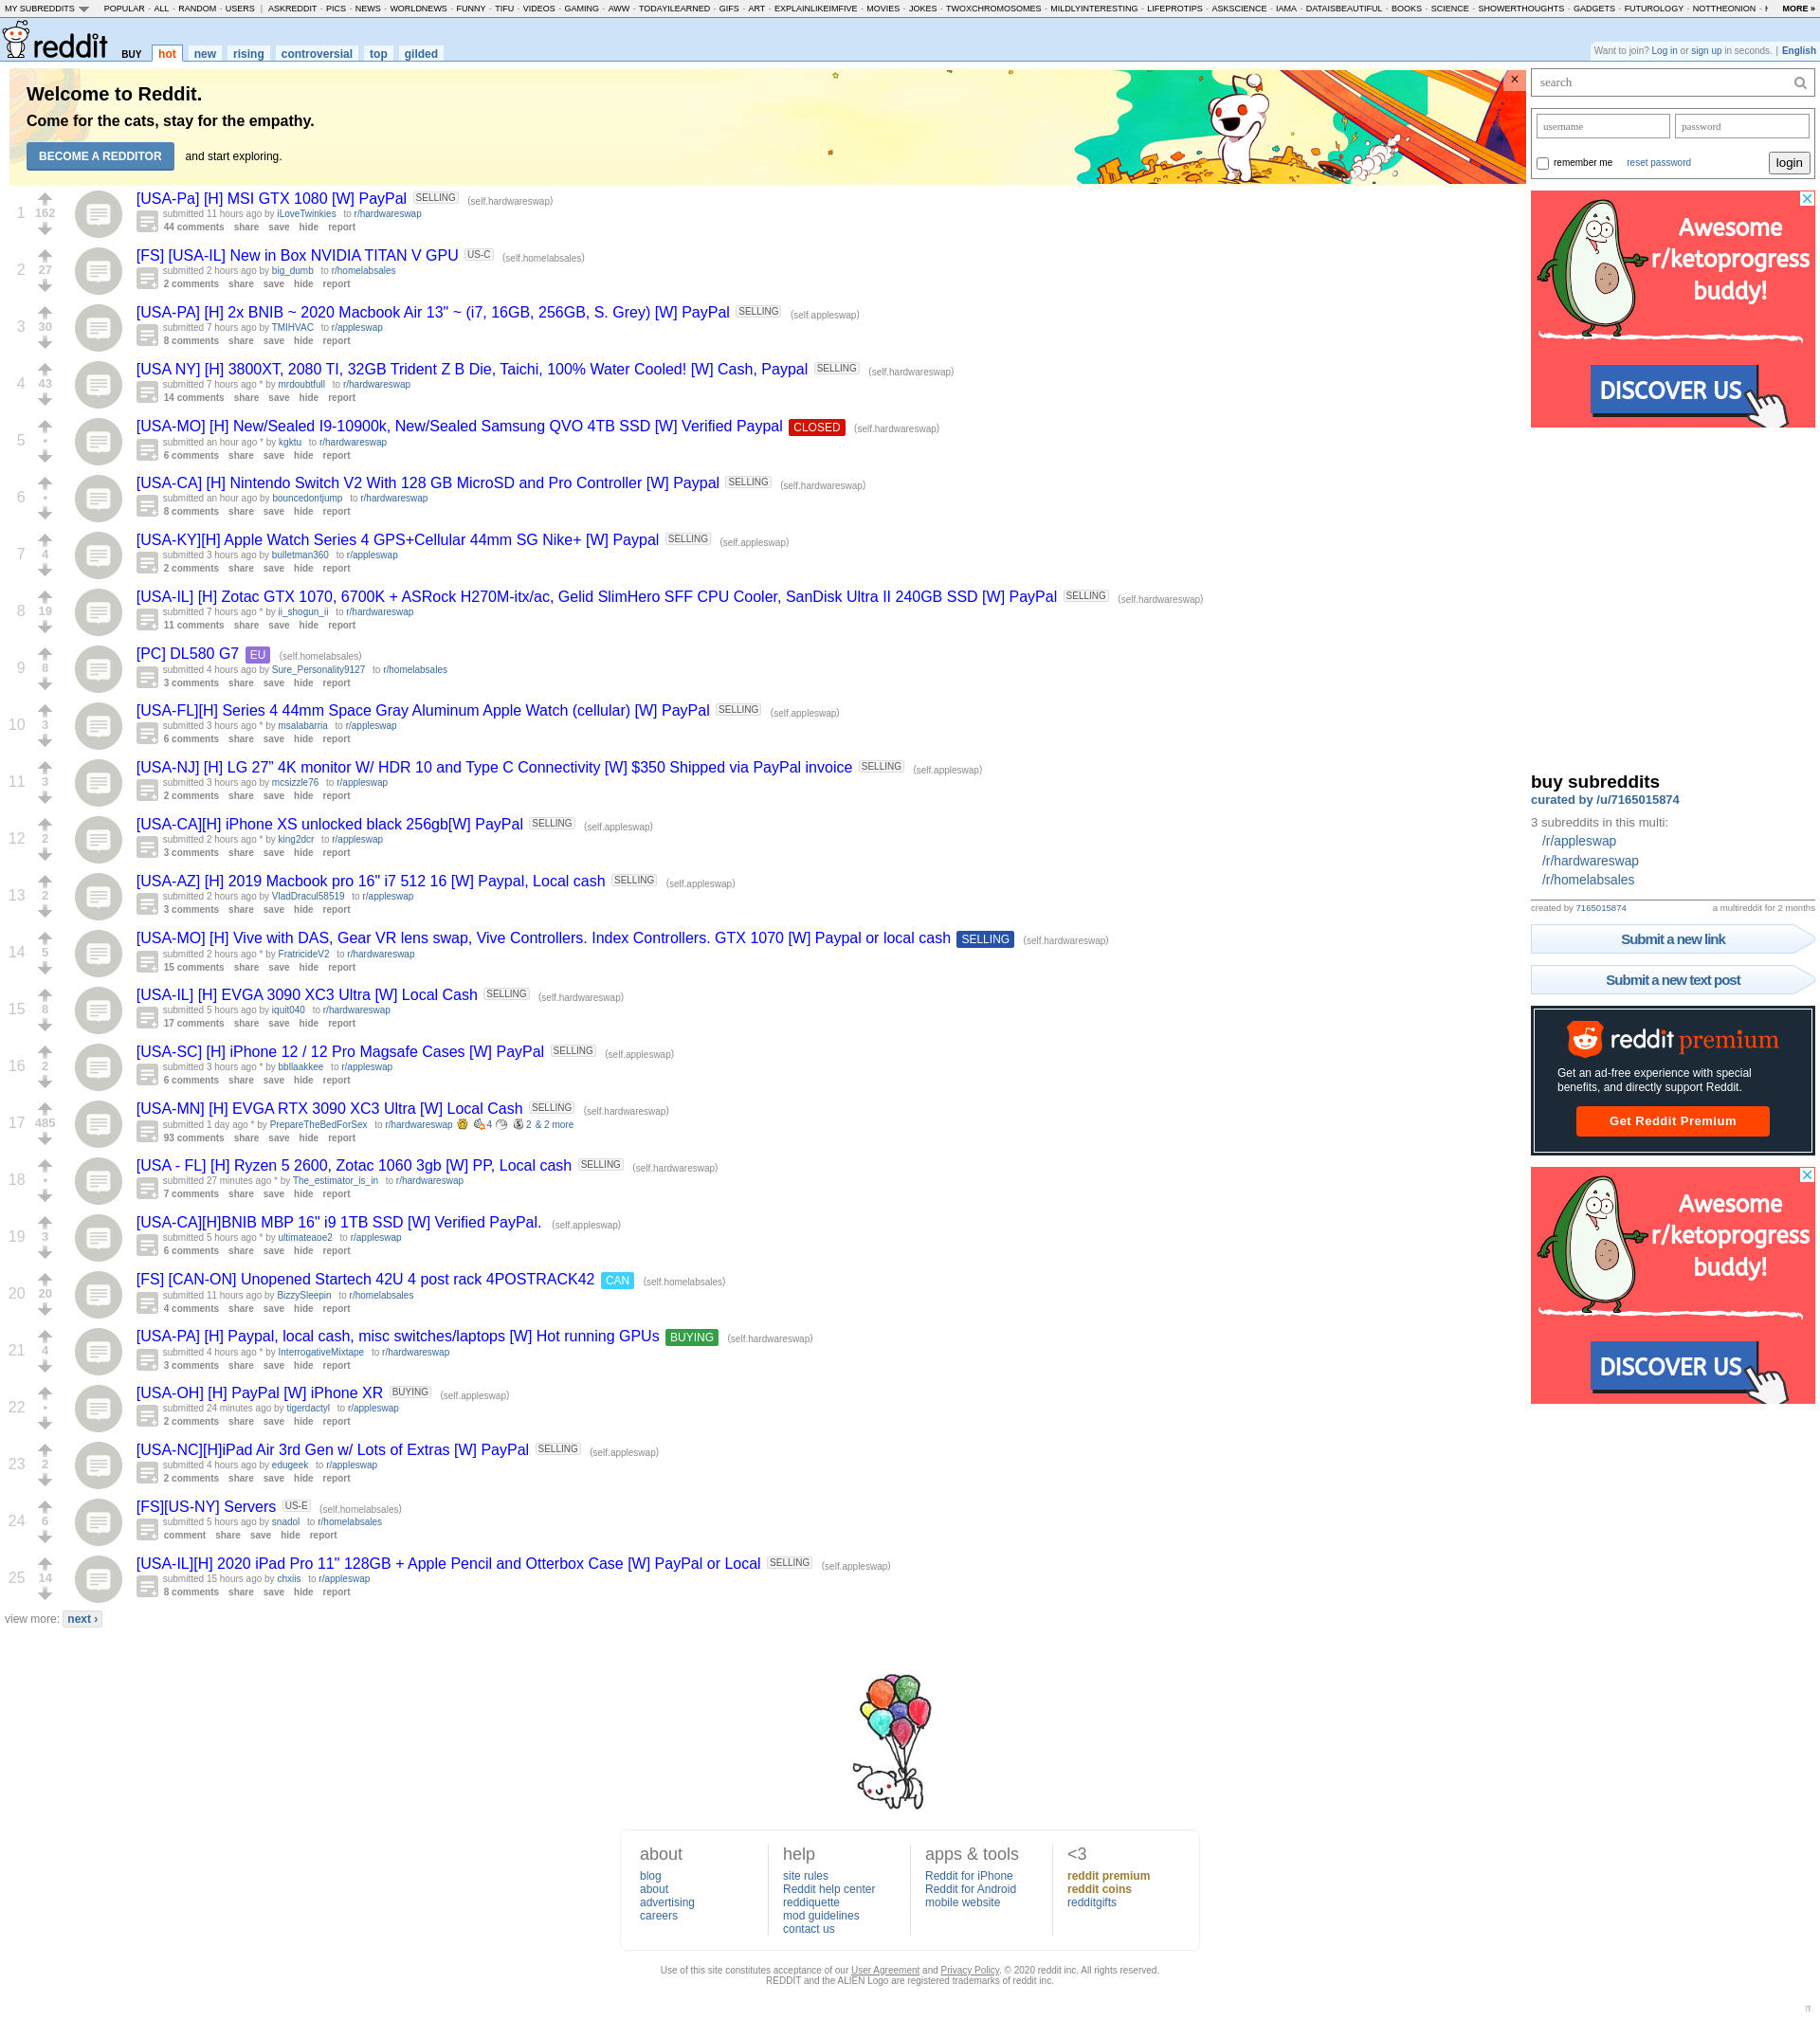 MY SUBREDDITS POPULAR - ALL - RANDOM - USERS | ASKREDDIT - PICS - NEWS - WORLDNEWS - FUNNY - TIFU - VIDEOS - GAMING - AWW - TODAYILEARNED - GIFS - ART - EXPLAINLIKEIMFIVE - MOVIES - JOKES - TWOXCHROMOSOMES - MILDLYINTERESTING - LIFEPROTIPS - ASKSCIENCE - IAMA - DATAISBEAUTIFUL - BOOKS - SCIENCE - SHOWERTHOUGHTS - GADGETS - FUTUROLOGY - NOTTHEONION - MORE »
reddit BUY hot new rising controversial top gilded
Want to join? Log in or sign up in seconds. | English
Welcome to Reddit.
Come for the cats, stay for the empathy.
BECOME A REDDITOR and start exploring.
×
1
162
[USA-Pa] [H] MSI GTX 1080 [W] PayPal SELLING (self.hardwareswap)
submitted 11 hours ago by iLoveTwinkies to r/hardwareswap
44 comments share save hide report
2
27
[FS] [USA-IL] New in Box NVIDIA TITAN V GPU US-C (self.homelabsales)
submitted 2 hours ago by big_dumb to r/homelabsales
2 comments share save hide report
3
30
[USA-PA] [H] 2x BNIB ~ 2020 Macbook Air 13" ~ (i7, 16GB, 256GB, S. Grey) [W] PayPal SELLING (self.appleswap)
submitted 7 hours ago by TMIHVAC to r/appleswap
8 comments share save hide report
4
43
[USA NY] [H] 3800XT, 2080 TI, 32GB Trident Z B Die, Taichi, 100% Water Cooled! [W] Cash, Paypal SELLING (self.hardwareswap)
submitted 7 hours ago * by mrdoubtfull to r/hardwareswap
14 comments share save hide report
5
•
[USA-MO] [H] New/Sealed I9-10900k, New/Sealed Samsung QVO 4TB SSD [W] Verified Paypal CLOSED (self.hardwareswap)
submitted an hour ago * by kgktu to r/hardwareswap
6 comments share save hide report
6
•
[USA-CA] [H] Nintendo Switch V2 With 128 GB MicroSD and Pro Controller [W] Paypal SELLING (self.hardwareswap)
submitted an hour ago by bouncedontjump to r/hardwareswap
8 comments share save hide report
7
4
[USA-KY][H] Apple Watch Series 4 GPS+Cellular 44mm SG Nike+ [W] Paypal SELLING (self.appleswap)
submitted 3 hours ago by bulletman360 to r/appleswap
2 comments share save hide report
8
19
[USA-IL] [H] Zotac GTX 1070, 6700K + ASRock H270M-itx/ac, Gelid SlimHero SFF CPU Cooler, SanDisk Ultra II 240GB SSD [W] PayPal SELLING (self.hardwareswap)
submitted 7 hours ago * by ii_shogun_ii to r/hardwareswap
11 comments share save hide report
9
8
[PC] DL580 G7 EU (self.homelabsales)
submitted 4 hours ago by Sure_Personality9127 to r/homelabsales
3 comments share save hide report
10
3
[USA-FL][H] Series 4 44mm Space Gray Aluminum Apple Watch (cellular) [W] PayPal SELLING (self.appleswap)
submitted 3 hours ago * by msalabarria to r/appleswap
6 comments share save hide report
11
3
[USA-NJ] [H] LG 27” 4K monitor W/ HDR 10 and Type C Connectivity [W] $350 Shipped via PayPal invoice SELLING (self.appleswap)
submitted 3 hours ago by mcsizzle76 to r/appleswap
2 comments share save hide report
12
2
[USA-CA][H] iPhone XS unlocked black 256gb[W] PayPal SELLING (self.appleswap)
submitted 2 hours ago * by king2dcr to r/appleswap
3 comments share save hide report
13
2
[USA-AZ] [H] 2019 Macbook pro 16" i7 512 16 [W] Paypal, Local cash SELLING (self.appleswap)
submitted 2 hours ago by VladDracul58519 to r/appleswap
3 comments share save hide report
14
5
[USA-MO] [H] Vive with DAS, Gear VR lens swap, Vive Controllers. Index Controllers. GTX 1070 [W] Paypal or local cash SELLING (self.hardwareswap)
submitted 2 hours ago * by FratricideV2 to r/hardwareswap
15 comments share save hide report
15
8
[USA-IL] [H] EVGA 3090 XC3 Ultra [W] Local Cash SELLING (self.hardwareswap)
submitted 5 hours ago by iquit040 to r/hardwareswap
17 comments share save hide report
16
2
[USA-SC] [H] iPhone 12 / 12 Pro Magsafe Cases [W] PayPal SELLING (self.appleswap)
submitted 3 hours ago * by bbllaakkee to r/appleswap
6 comments share save hide report
17
485
[USA-MN] [H] EVGA RTX 3090 XC3 Ultra [W] Local Cash SELLING (self.hardwareswap)
submitted 1 day ago * by PrepareTheBedForSex to r/hardwareswap 4 2 & 2 more
93 comments share save hide report
18
•
[USA - FL] [H] Ryzen 5 2600, Zotac 1060 3gb [W] PP, Local cash SELLING (self.hardwareswap)
submitted 27 minutes ago * by The_estimator_is_in to r/hardwareswap
7 comments share save hide report
19
3
[USA-CA][H]BNIB MBP 16" i9 1TB SSD [W] Verified PayPal. (self.appleswap)
submitted 5 hours ago * by ultimateaoe2 to r/appleswap
6 comments share save hide report
20
20
[FS] [CAN-ON] Unopened Startech 42U 4 post rack 4POSTRACK42 CAN (self.homelabsales)
submitted 11 hours ago by BizzySleepin to r/homelabsales
4 comments share save hide report
21
4
[USA-PA] [H] Paypal, local cash, misc switches/laptops [W] Hot running GPUs BUYING (self.hardwareswap)
submitted 4 hours ago * by InterrogativeMixtape to r/hardwareswap
3 comments share save hide report
22
•
[USA-OH] [H] PayPal [W] iPhone XR BUYING (self.appleswap)
submitted 24 minutes ago by tigerdactyl to r/appleswap
2 comments share save hide report
23
2
[USA-NC][H]iPad Air 3rd Gen w/ Lots of Extras [W] PayPal SELLING (self.appleswap)
submitted 4 hours ago by edugeek to r/appleswap
2 comments share save hide report
24
6
[FS][US-NY] Servers US-E (self.homelabsales)
submitted 5 hours ago by snadol to r/homelabsales
comment share save hide report
25
14
[USA-IL][H] 2020 iPad Pro 11" 128GB + Apple Pencil and Otterbox Case [W] PayPal or Local SELLING (self.appleswap)
submitted 15 hours ago by chxiis to r/appleswap
8 comments share save hide report
view more: next ›
search
username password
remember me reset password login
Awesome
r/ketoprogress
buddy!
DISCOVER US
buy subreddits
curated by /u/7165015874
3 subreddits in this multi:
/r/appleswap
/r/hardwareswap
/r/homelabsales
created by 7165015874 a multireddit for 2 months
Submit a new link
Submit a new text post
reddit premium
Get an ad-free experience with special
benefits, and directly support Reddit.
Get Reddit Premium
Awesome
r/ketoprogress
buddy!
DISCOVER US
about
blog
about
advertising
careers
help
site rules
Reddit help center
reddiquette
mod guidelines
contact us
apps & tools
Reddit for iPhone
Reddit for Android
mobile website
<3
reddit premium
reddit coins
redditgifts
Use of this site constitutes acceptance of our User Agreement and Privacy Policy. © 2020 reddit inc. All rights reserved.
REDDIT and the ALIEN Logo are registered trademarks of reddit inc.
π